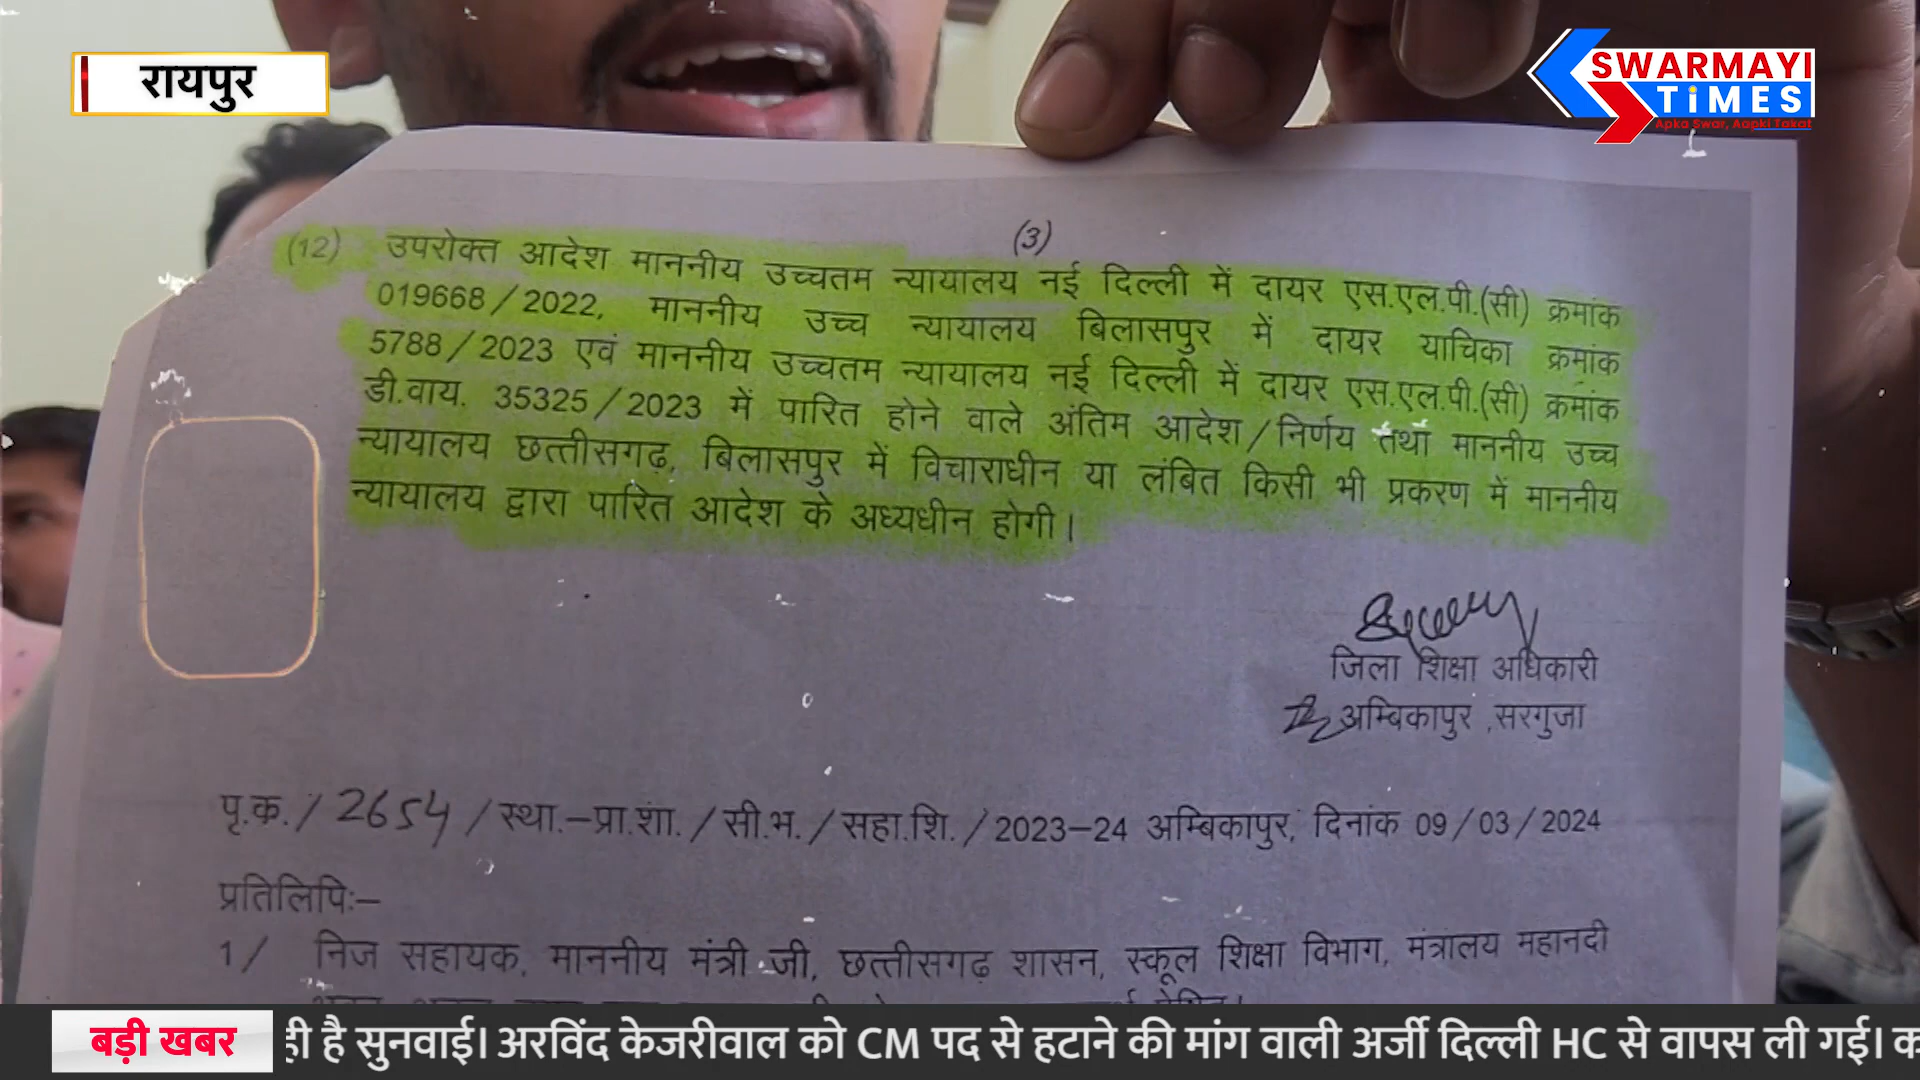 रायपुर
SWARMAYI
TiMES
Apka Swar, Aapki Takat
(3)
(12) उपरोक्त आदेश माननीय उच्चतम न्यायालय नई दिल्ली में दायर एस.एल.पी.(सी) क्रमांक
019668/2022, माननीय उच्च न्यायालय बिलासपुर में दायर याचिका क्रमांक
5788/2023 एवं माननीय उच्चतम न्यायालय नई दिल्ली में दायर एस.एल.पी.(सी) क्रमांक
डी.वाय. 35325/2023 में पारित होने वाले अंतिम आदेश/निर्णय तथा माननीय उच्च
न्यायालय छत्तीसगढ़, बिलासपुर में विचाराधीन या लंबित किसी भी प्रकरण में माननीय
न्यायालय द्वारा पारित आदेश के अध्यधीन होगी।
जिला शिक्षा अधिकारी
अम्बिकापुर ,सरगुजा
पृ.क./2654/स्था.–प्रा.शा./सी.भ./सहा.शि./2023–24 अम्बिकापुर, दिनांक 09/03/2024
प्रतिलिपिः–
1/ निज सहायक, माननीय मंत्री जी, छत्तीसगढ़ शासन, स्कूल शिक्षा विभाग, मंत्रालय महानदी
बड़ी खबर
ही है सुनवाई। अरविंद केजरीवाल को CM पद से हटाने की मांग वाली अर्जी दिल्ली HC से वापस ली गई।